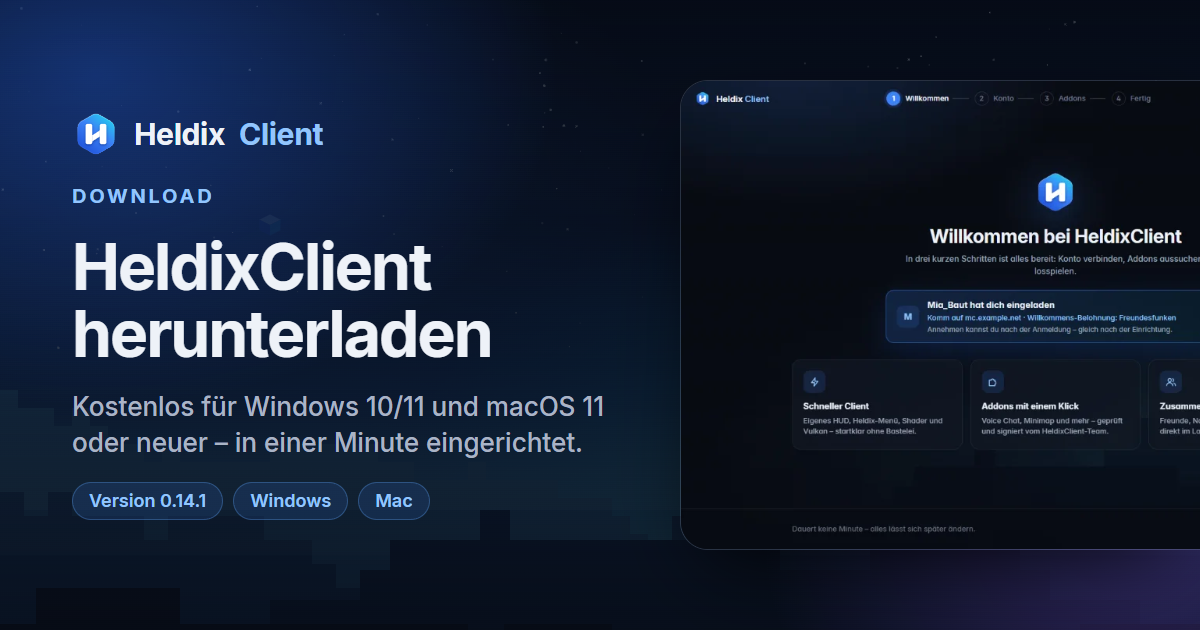 Heldix Client
DOWNLOAD
HeldixClient
herunterladen
Kostenlos für Windows 10/11 und macOS 11
oder neuer – in einer Minute eingerichtet.
Version 0.14.1
Windows
Mac
Heldix Client
1 Willkommen
2 Konto
3 Addons
4 Fertig
Willkommen bei HeldixClient
In drei kurzen Schritten ist alles bereit: Konto verbinden, Addons aussuchen
losspielen.
M
Mia_Baut hat dich eingeladen
Komm auf mc.example.net · Willkommens-Belohnung: Freundesfunken
Annehmen kannst du nach der Anmeldung – gleich nach der Einrichtung.
Schneller Client
Eigenes HUD, Heldix-Menü, Shader und
Vulkan – startklar ohne Bastelei.
Addons mit einem Klick
Voice Chat, Minimap und mehr – geprüft
und signiert vom HeldixClient-Team.
Zusamme
Freunde,
direkt im
Dauert keine Minute – alles lässt sich später ändern.